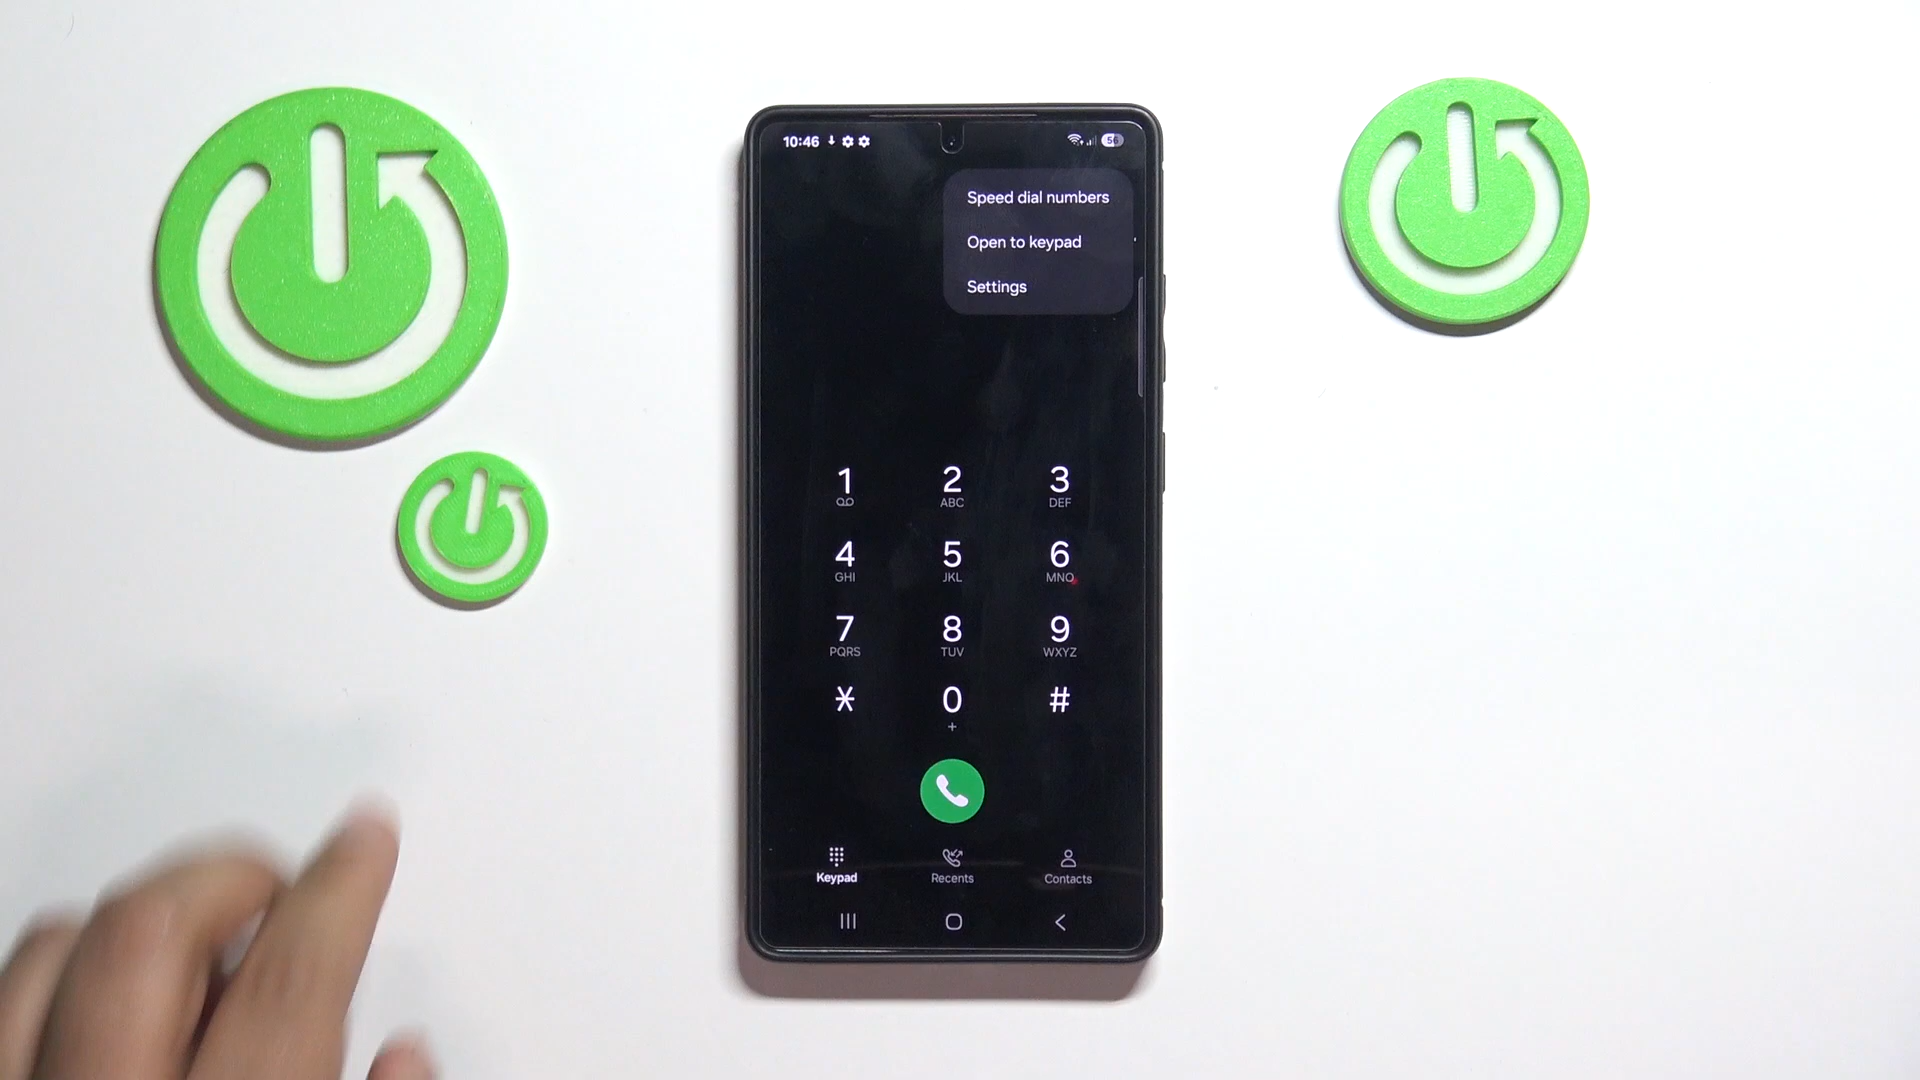 10:46
56
Speed dial numbers
Open to keypad
Settings
1
2
ABC
3
DEF
4
GHI
5
JKL
6
MNO
7
PQRS
8
TUV
9
WXYZ
*
0
+
#
Keypad
Recents
Contacts